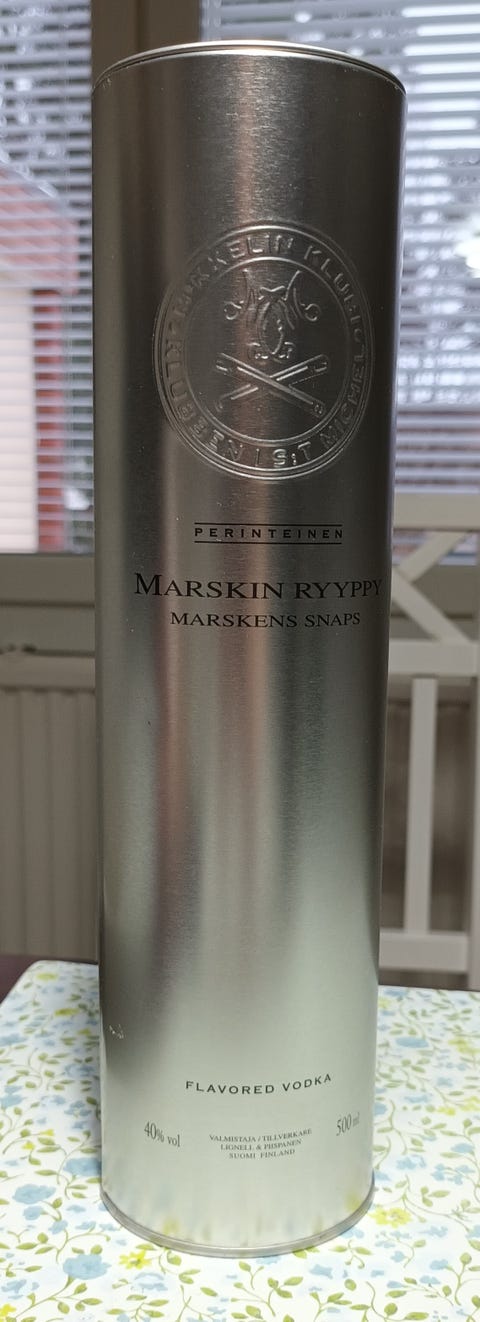 MIKKELIN KLUBI
KLUBBEN I S:T MICHEL
PERINTEINEN
MARSKIN RYYPPY
MARSKENS SNAPS
FLAVORED VODKA
40% vol
500 ml
VALMISTAJA / TILLVERKARE
LIGNELL & PIISPANEN
SUOMI FINLAND